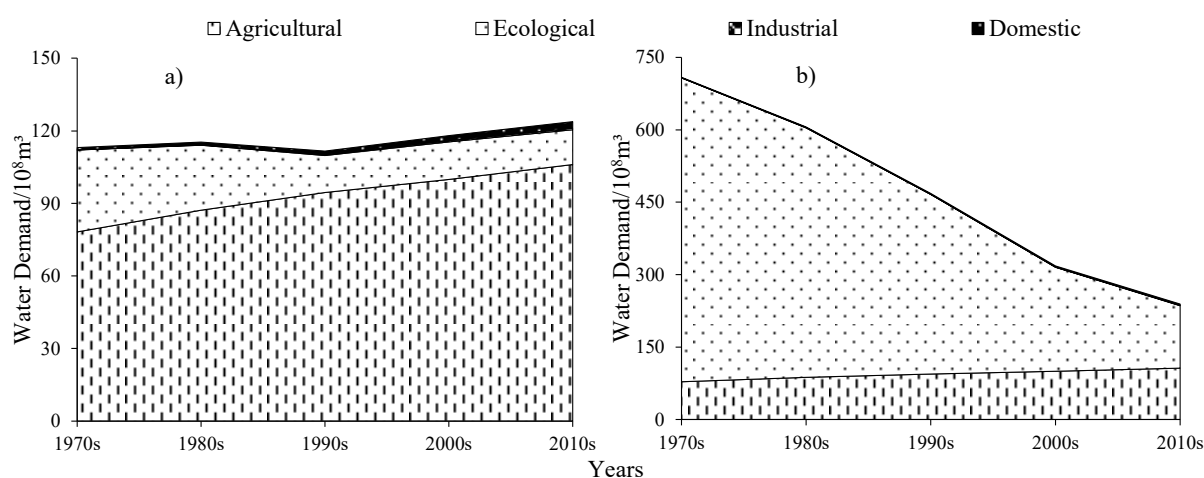 Agricultural Ecological Industrial Domestic
a)
Water Demand/10⁸m³
150
120
90
60
30
0
1970s 1980s 1990s 2000s 2010s
b)
Water Demand/10⁸m³
750
600
450
300
150
0
1970s 1980s 1990s 2000s 2010s
Years